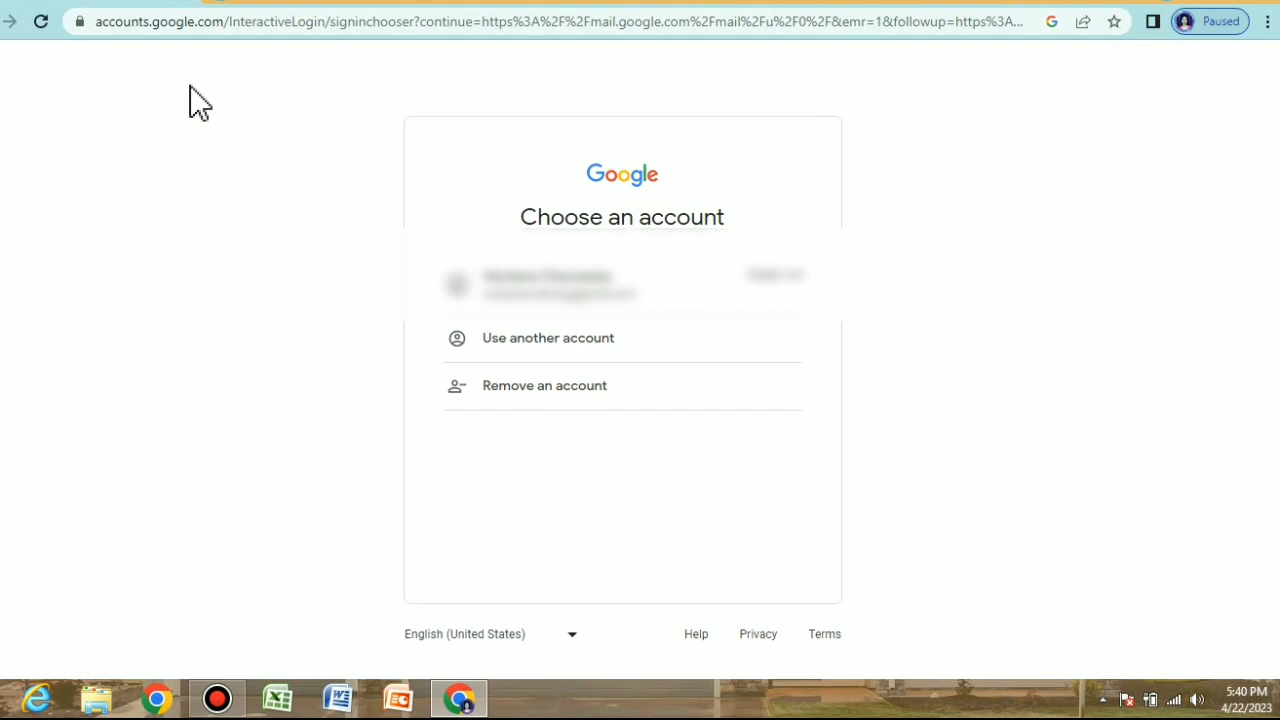 accounts.google.com/InteractiveLogin/signinchooser?continue=https%3A%2F%2Fmail.google.com%2Fmail%2Fu%2F0%2F&emr=1&followup=https%3A...
Paused
Google
Choose an account
Use another account
Remove an account
English (United States)
Help
Privacy
Terms
5:40 PM
4/22/2023